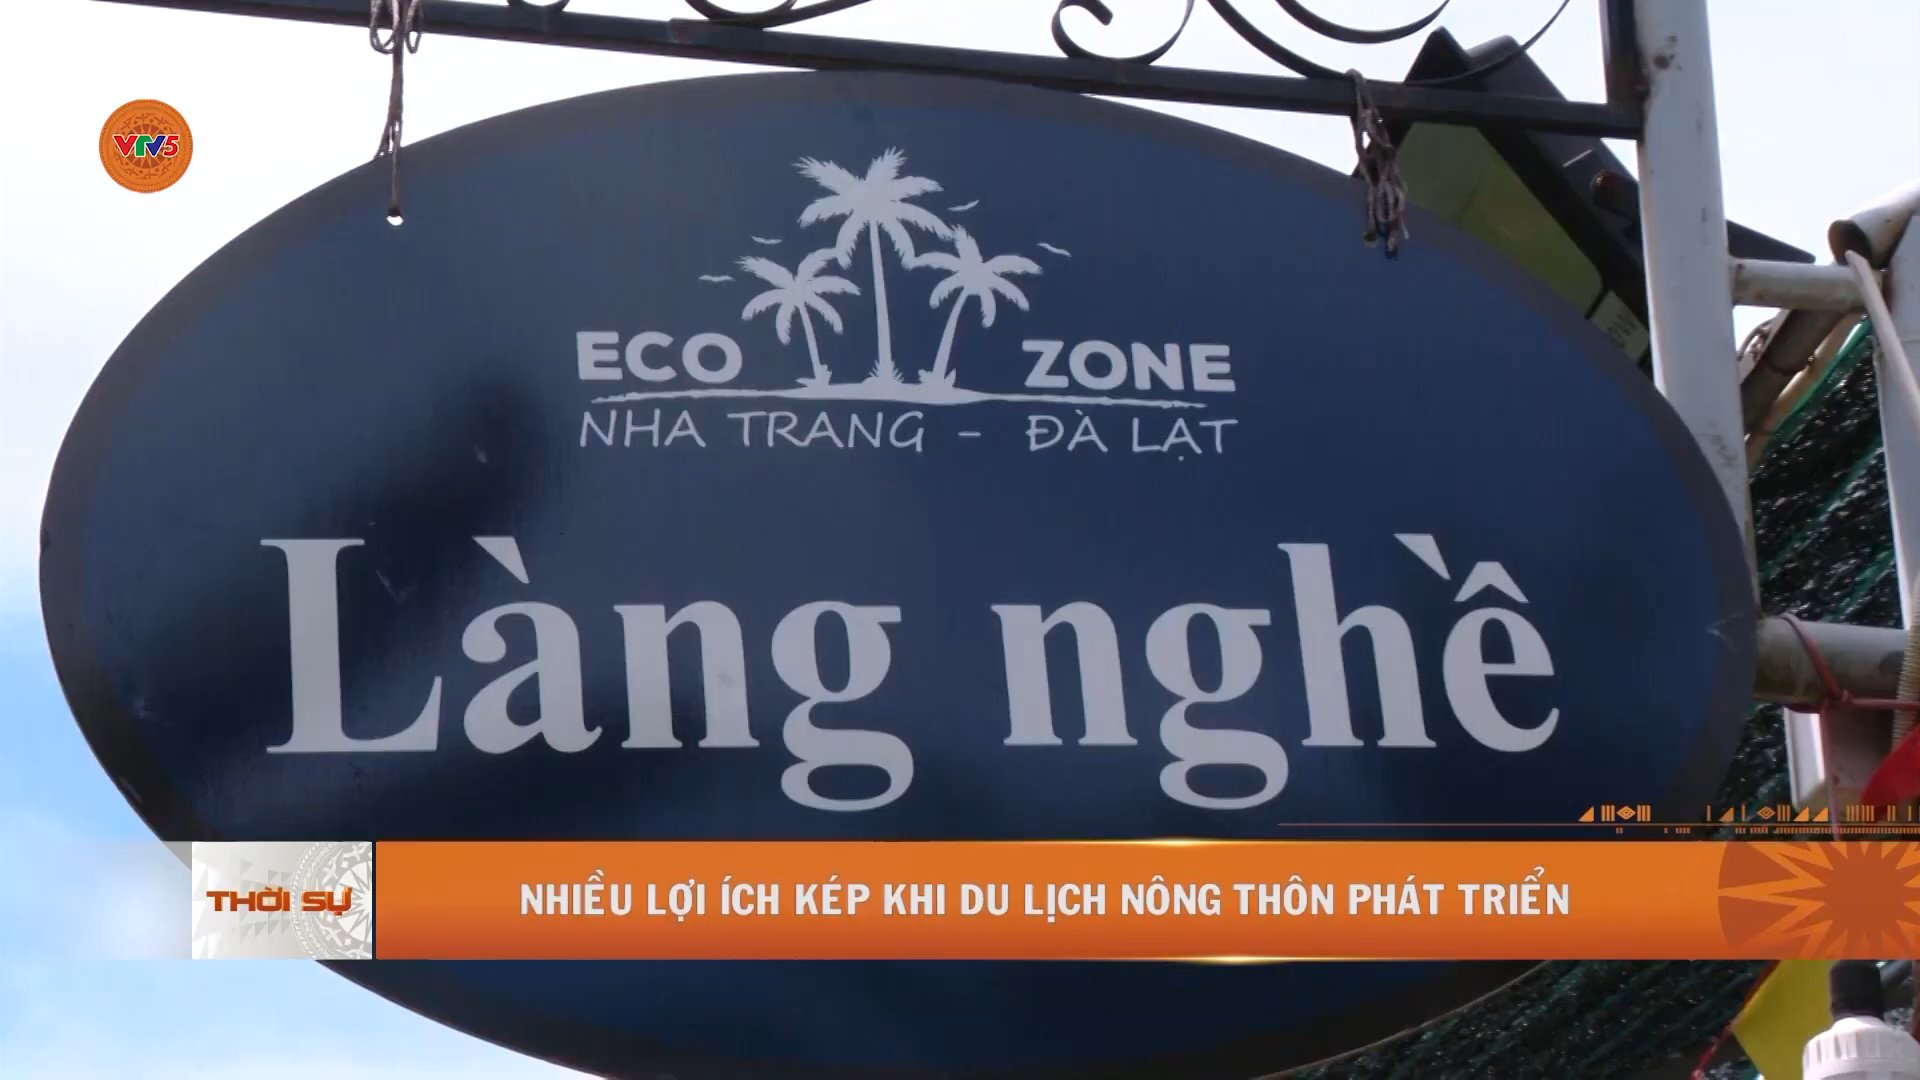 VTV5
ECO ZONE
NHA TRANG - ĐÀ LẠT
Làng nghề
THỜI SỰ
NHIỀU LỢI ÍCH KÉP KHI DU LỊCH NÔNG THÔN PHÁT TRIỂN